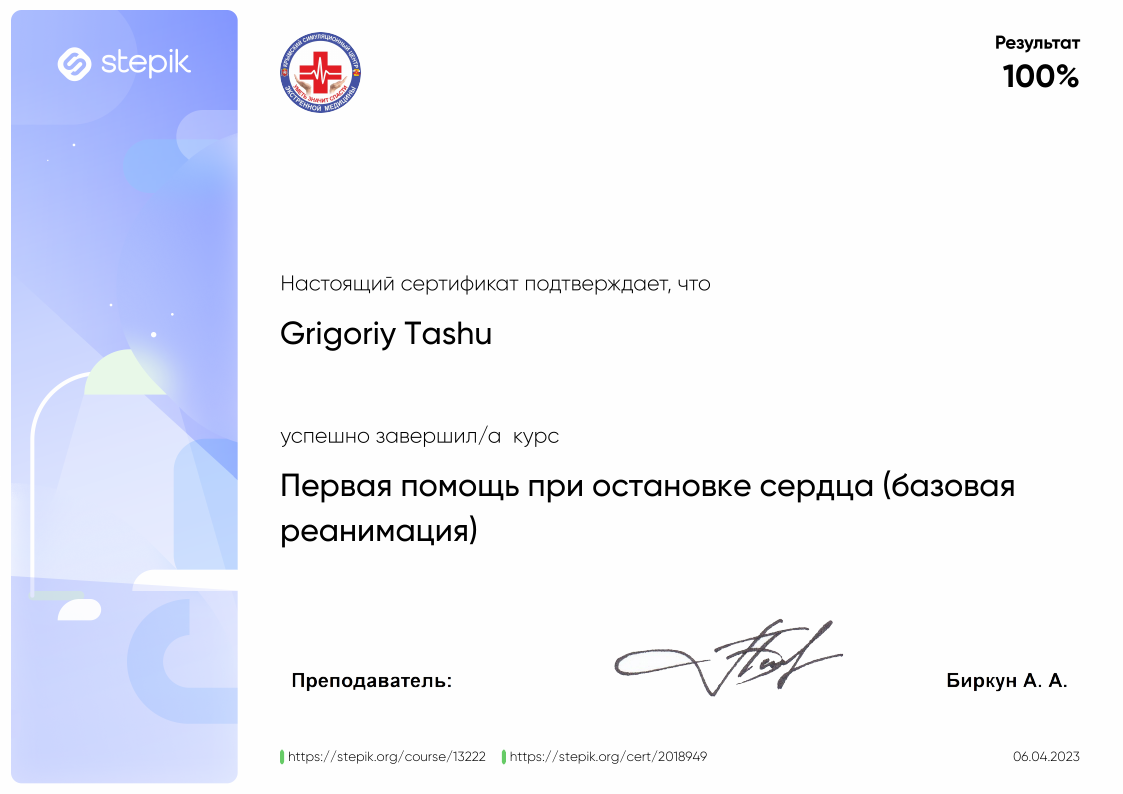 stepik
КРЫМСКИЙ СИМУЛЯЦИОННЫЙ ЦЕНТР
УМЕТЬ ЗНАЧИТ СПАСТИ
ЭКСТРЕННОЙ МЕДИЦИНЫ
Результат
100%
Настоящий сертификат подтверждает, что
Grigoriy Tashu
успешно завершил/а курс
Первая помощь при остановке сердца (базовая
реанимация)
Преподаватель:
Биркун А. А.
https://stepik.org/course/13222 https://stepik.org/cert/2018949 06.04.2023